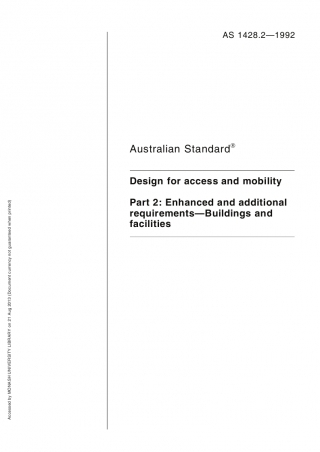 AS 1428.2—1992
Australian Standard®
Design for access and mobility
Part 2: Enhanced and additional
requirements—Buildings and
facilities
Accessed by MONASH UNIVERSITY LIBRARY on 21 Aug 2013 (Document currency not guaranteed when printed)